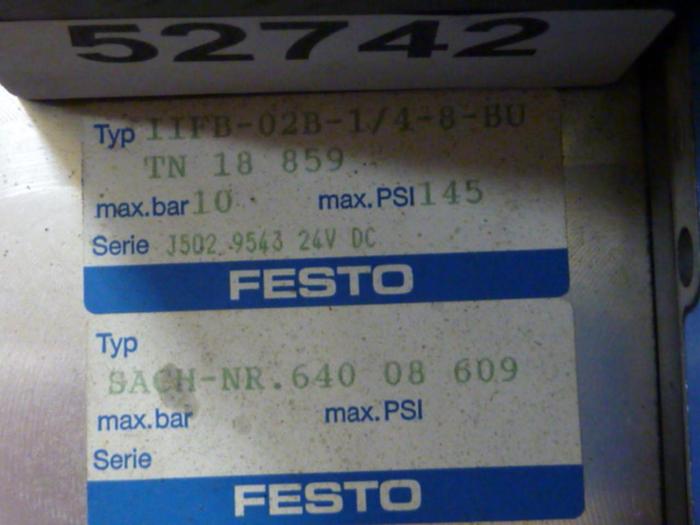 52742
Typ IIFB-02B-1/4-8-BU
TN 18 859
max.bar 10 max.PSI 145
Serie J502 9543 24V DC
FESTO
Typ
SACH-NR.640 08 609
max.bar max.PSI
Serie
FESTO